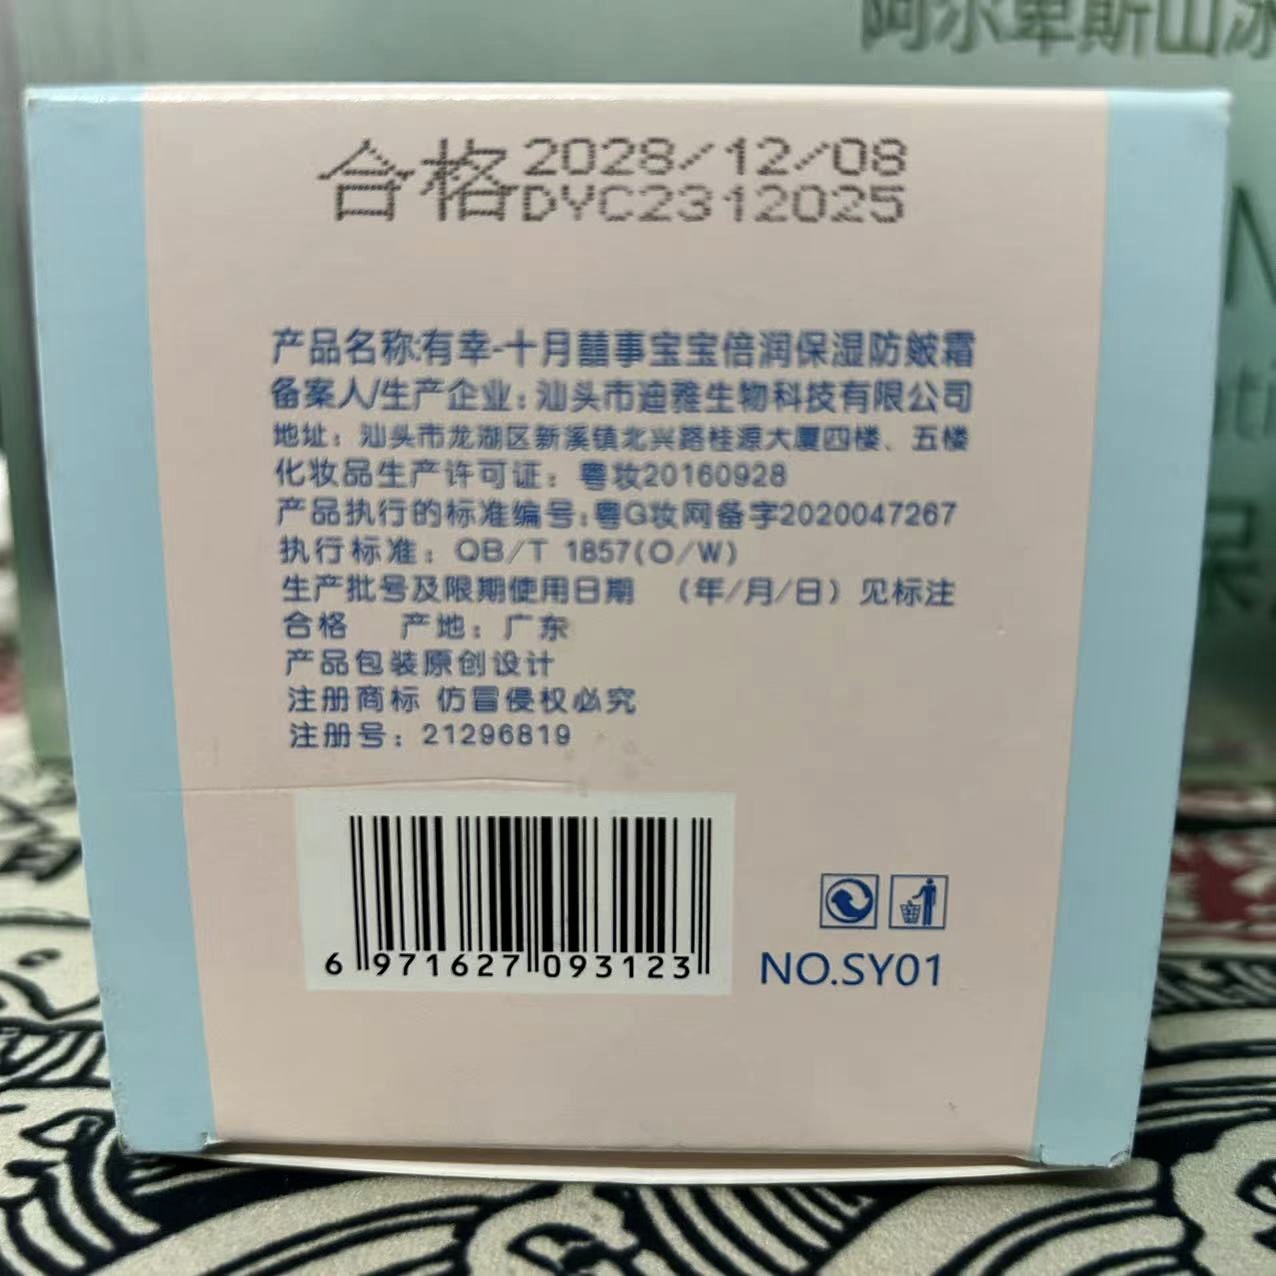 阿尔卑斯山冰
合格 2028/12/08
DYC2312025
产品名称:有幸-十月囍事宝宝倍润保湿防皴霜
备案人/生产企业：汕头市迪雅生物科技有限公司
地址：汕头市龙湖区新溪镇北兴路桂源大厦四楼、五楼
化妆品生产许可证：粤妆20160928
产品执行的标准编号:粤G妆网备字2020047267
执行标准：QB/T 1857(O/W)
生产批号及限期使用日期 （年/月/日）见标注
合格 产地：广东
产品包装原创设计
注册商标 仿冒侵权必究
注册号：21296819
6 971627 093123
NO.SY01